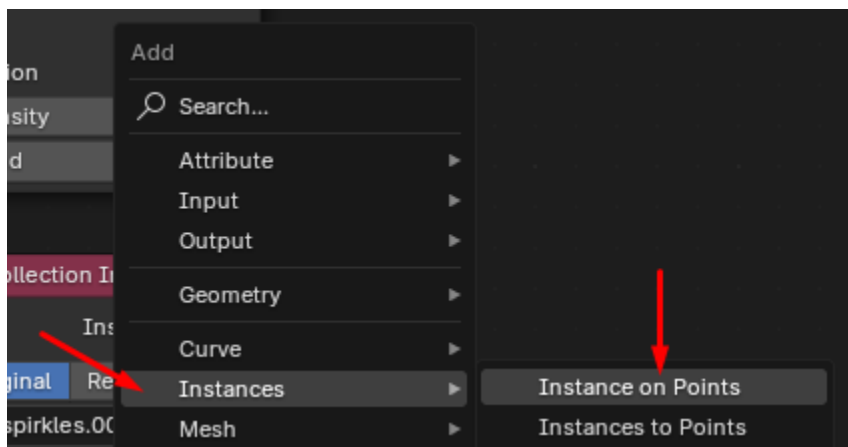 Add
ion
Search...
sity
Attribute
d
Input
Output
ollection I
Geometry
Ins
Curve
ginal Re
Instances
Instance on Points
spirkles.00
Mesh
Instances to Points